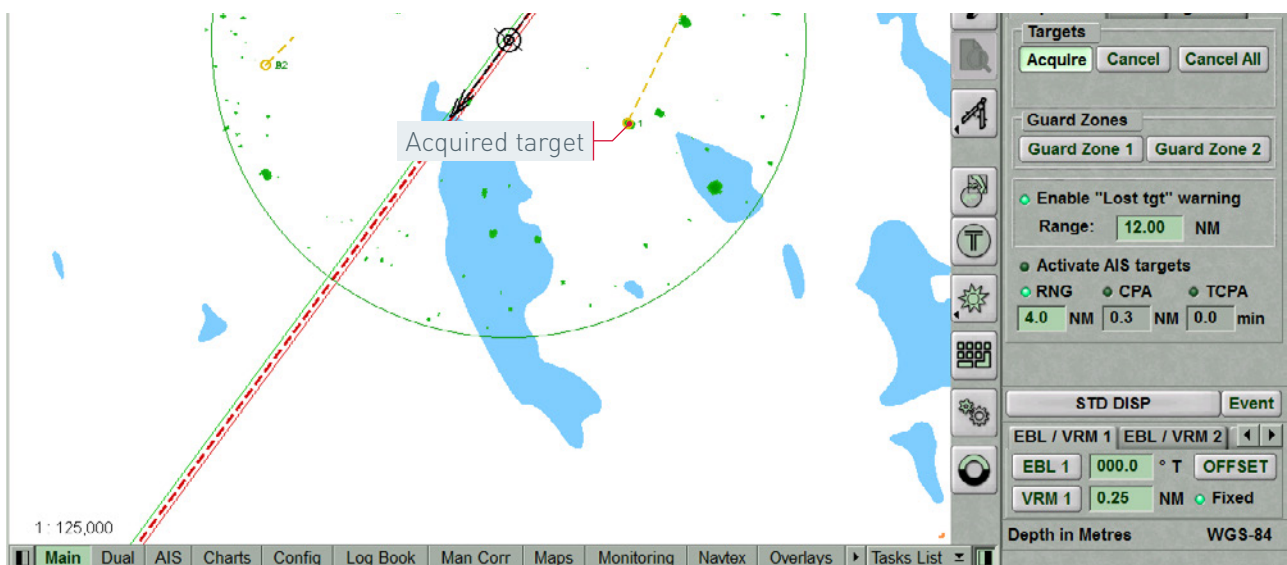 Targets
Acquire Cancel Cancel All
Guard Zones
Guard Zone 1 Guard Zone 2
Enable "Lost tgt" warning
Range: 12.00 NM
Activate AIS targets
RNG CPA TCPA
4.0 NM 0.3 NM 0.0 min
STD DISP Event
EBL / VRM 1 EBL / VRM 2
EBL 1 000.0 ° T OFFSET
VRM 1 0.25 NM Fixed
Depth in Metres WGS-84
Acquired target
1
T
1 : 125,000
Main Dual AIS Charts Config Log Book Man Corr Maps Monitoring Navtex Overlays Tasks List